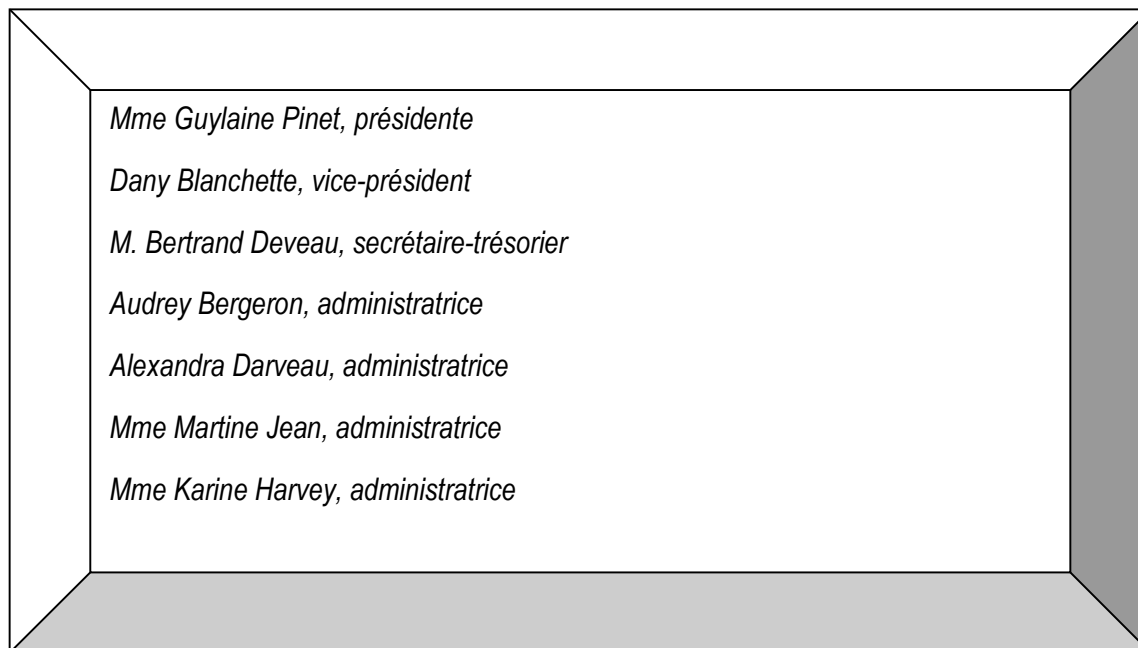 Mme Guylaine Pinet, présidente
Dany Blanchette, vice-président
M. Bertrand Deveau, secrétaire-trésorier
Audrey Bergeron, administratrice
Alexandra Darveau, administratrice
Mme Martine Jean, administratrice
Mme Karine Harvey, administratrice